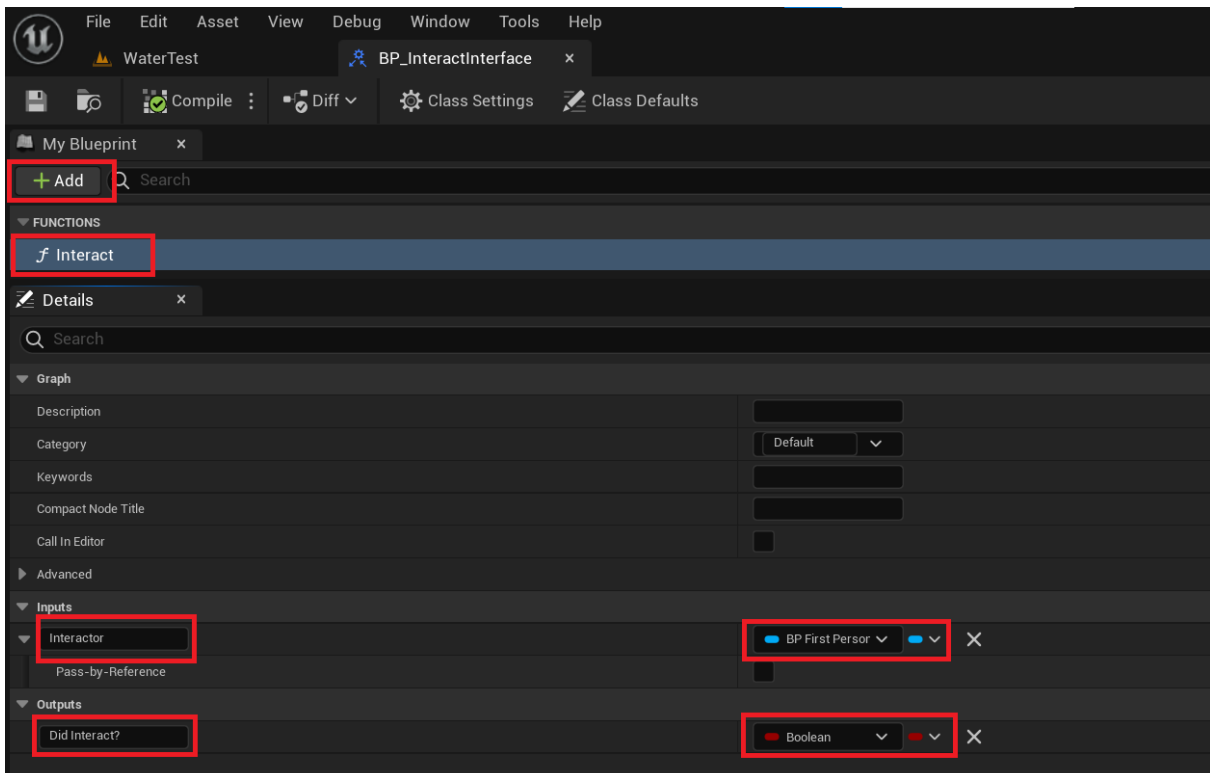 File Edit Asset View Debug Window Tools Help
WaterTest BP_InteractInterface
Compile Diff Class Settings Class Defaults
My Blueprint
Add Search
FUNCTIONS
Interact
Details
Search
Graph
Description
Category Default
Keywords
Compact Node Title
Call In Editor
Advanced
Inputs
Interactor BP First Person
Pass-by-Reference
Outputs
Did Interact? Boolean